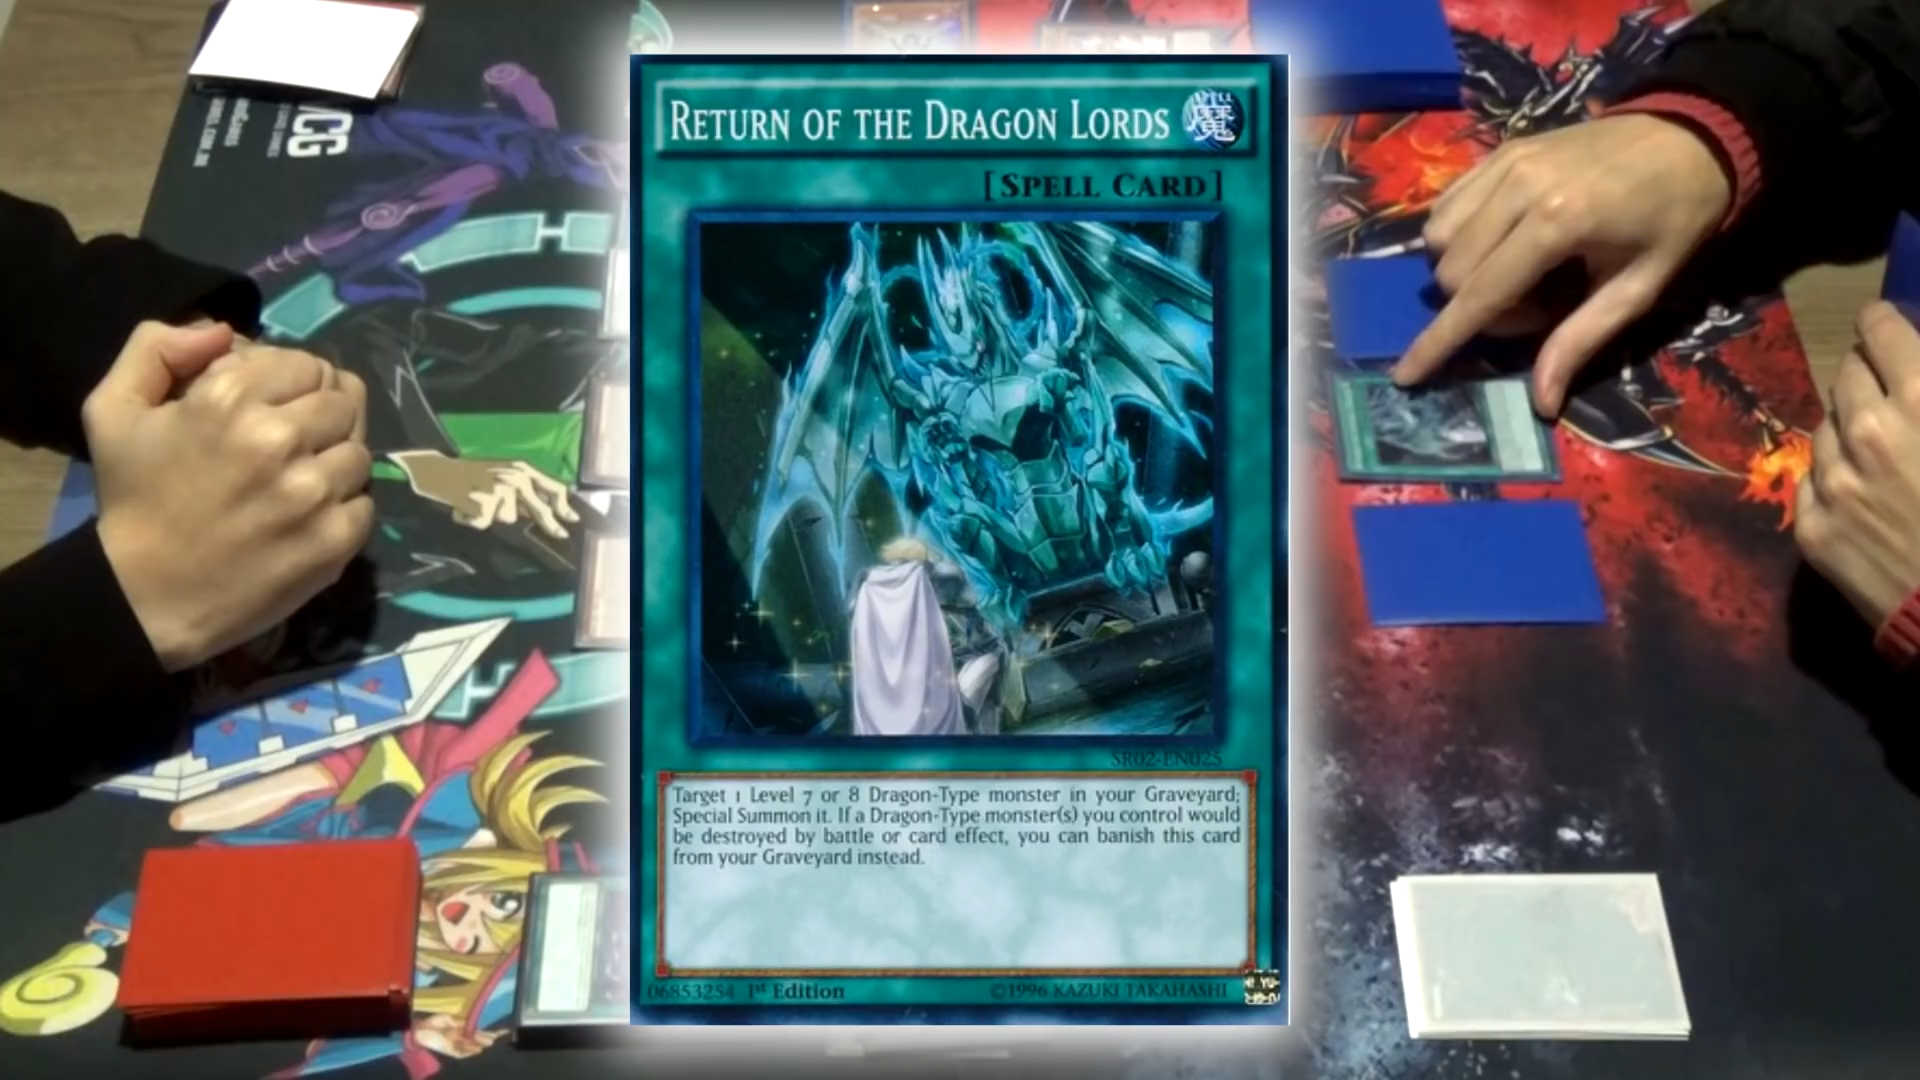 RETURN OF THE DRAGON LORDS
魔
[SPELL CARD]
SR02-EN025
Target 1 Level 7 or 8 Dragon-Type monster in your Graveyard;
Special Summon it. If a Dragon-Type monster(s) you control would
be destroyed by battle or card effect, you can banish this card
from your Graveyard instead.
06853254 1st Edition
©1996 KAZUKI TAKAHASHI